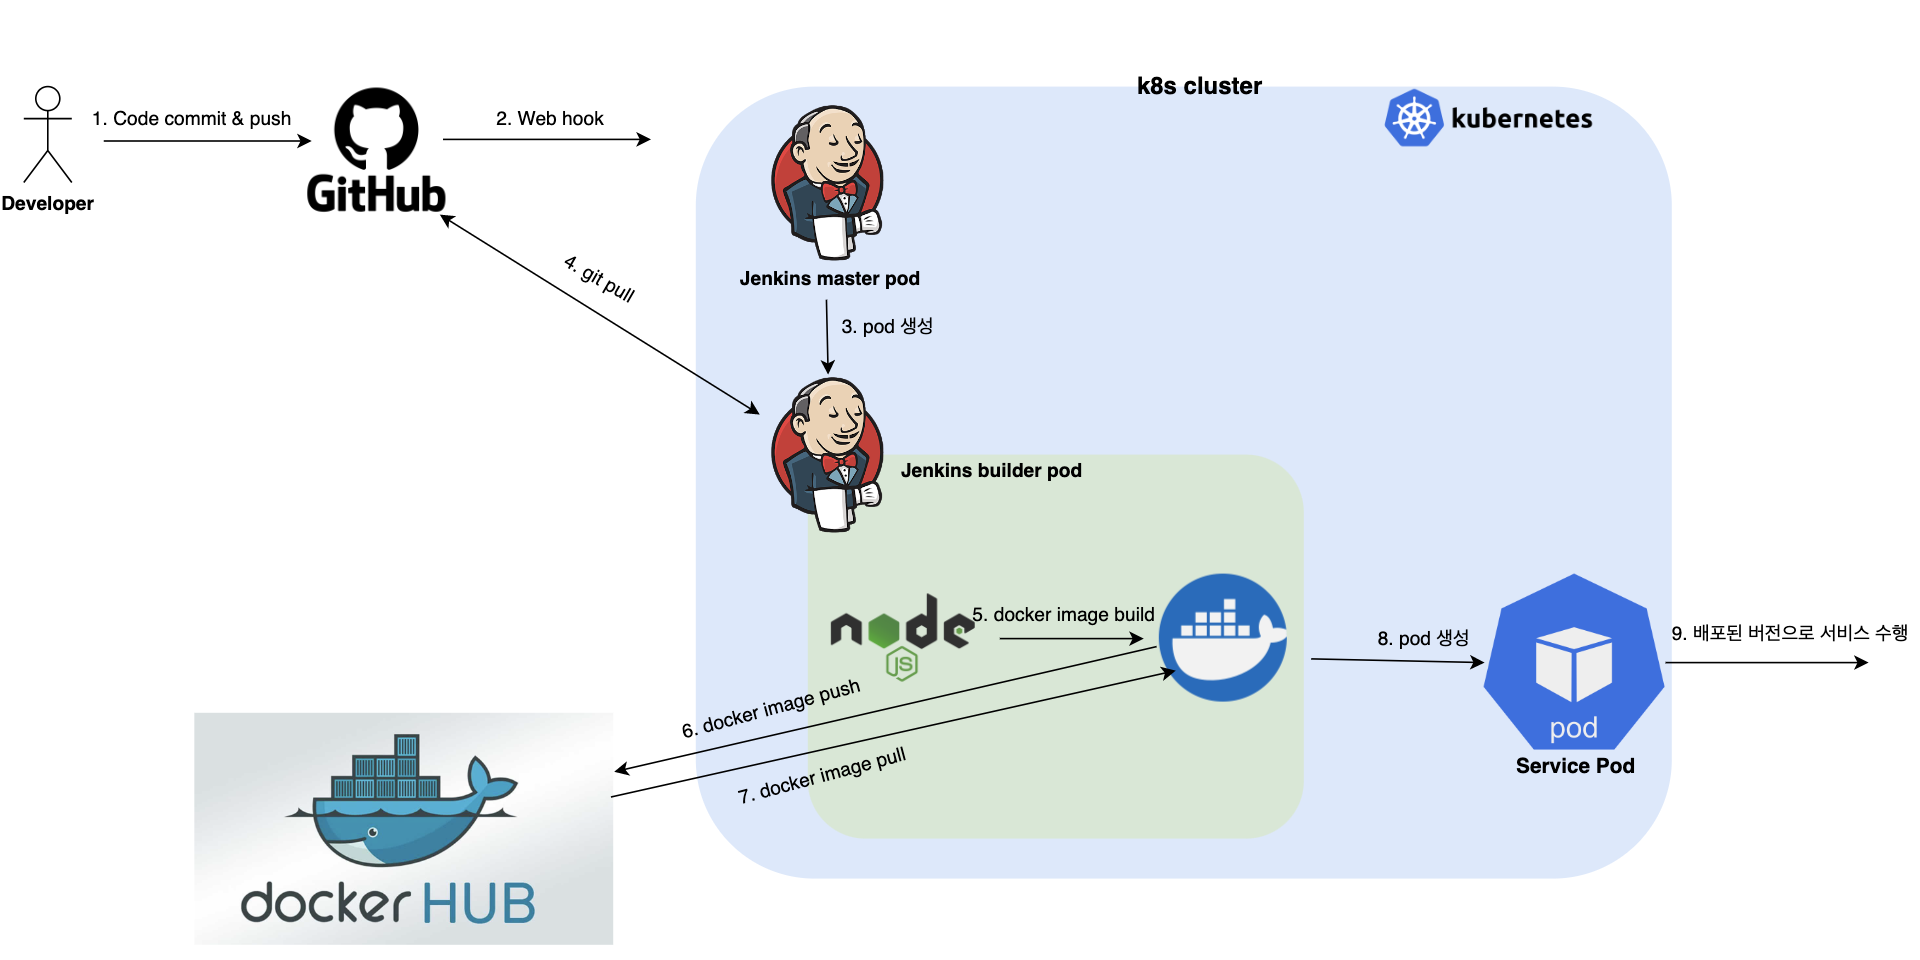 k8s cluster
kubernetes
1. Code commit & push
2. Web hook
GitHub
Developer
Jenkins master pod
4. git pull
3. pod 생성
Jenkins builder pod
node
JS
5. docker image build
8. pod 생성
9. 배포된 버전으로 서비스 수행
6. docker image push
7. docker image pull
pod
Service Pod
docker HUB